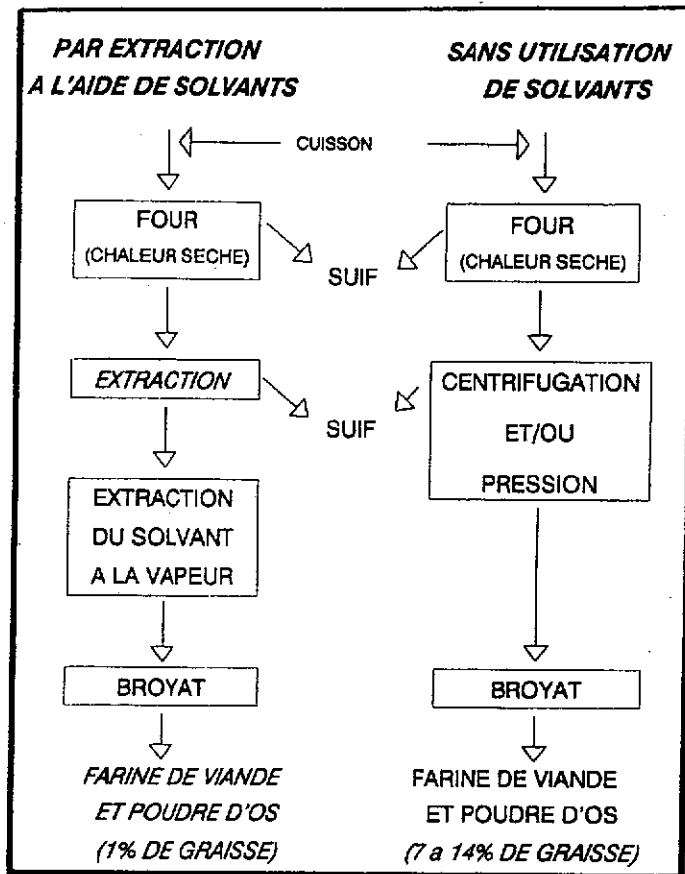 PAR EXTRACTION
A L'AIDE DE SOLVANTS
SANS UTILISATION
DE SOLVANTS
CUISSON
FOUR
(CHALEUR SECHE)
SUIF
FOUR
(CHALEUR SECHE)
EXTRACTION
SUIF
CENTRIFUGATION
ET/OU
PRESSION
EXTRACTION
DU SOLVANT
A LA VAPEUR
BROYAT
BROYAT
FARINE DE VIANDE
ET POUDRE D'OS
(1% DE GRAISSE)
FARINE DE VIANDE
ET POUDRE D'OS
(7 a 14% DE GRAISSE)